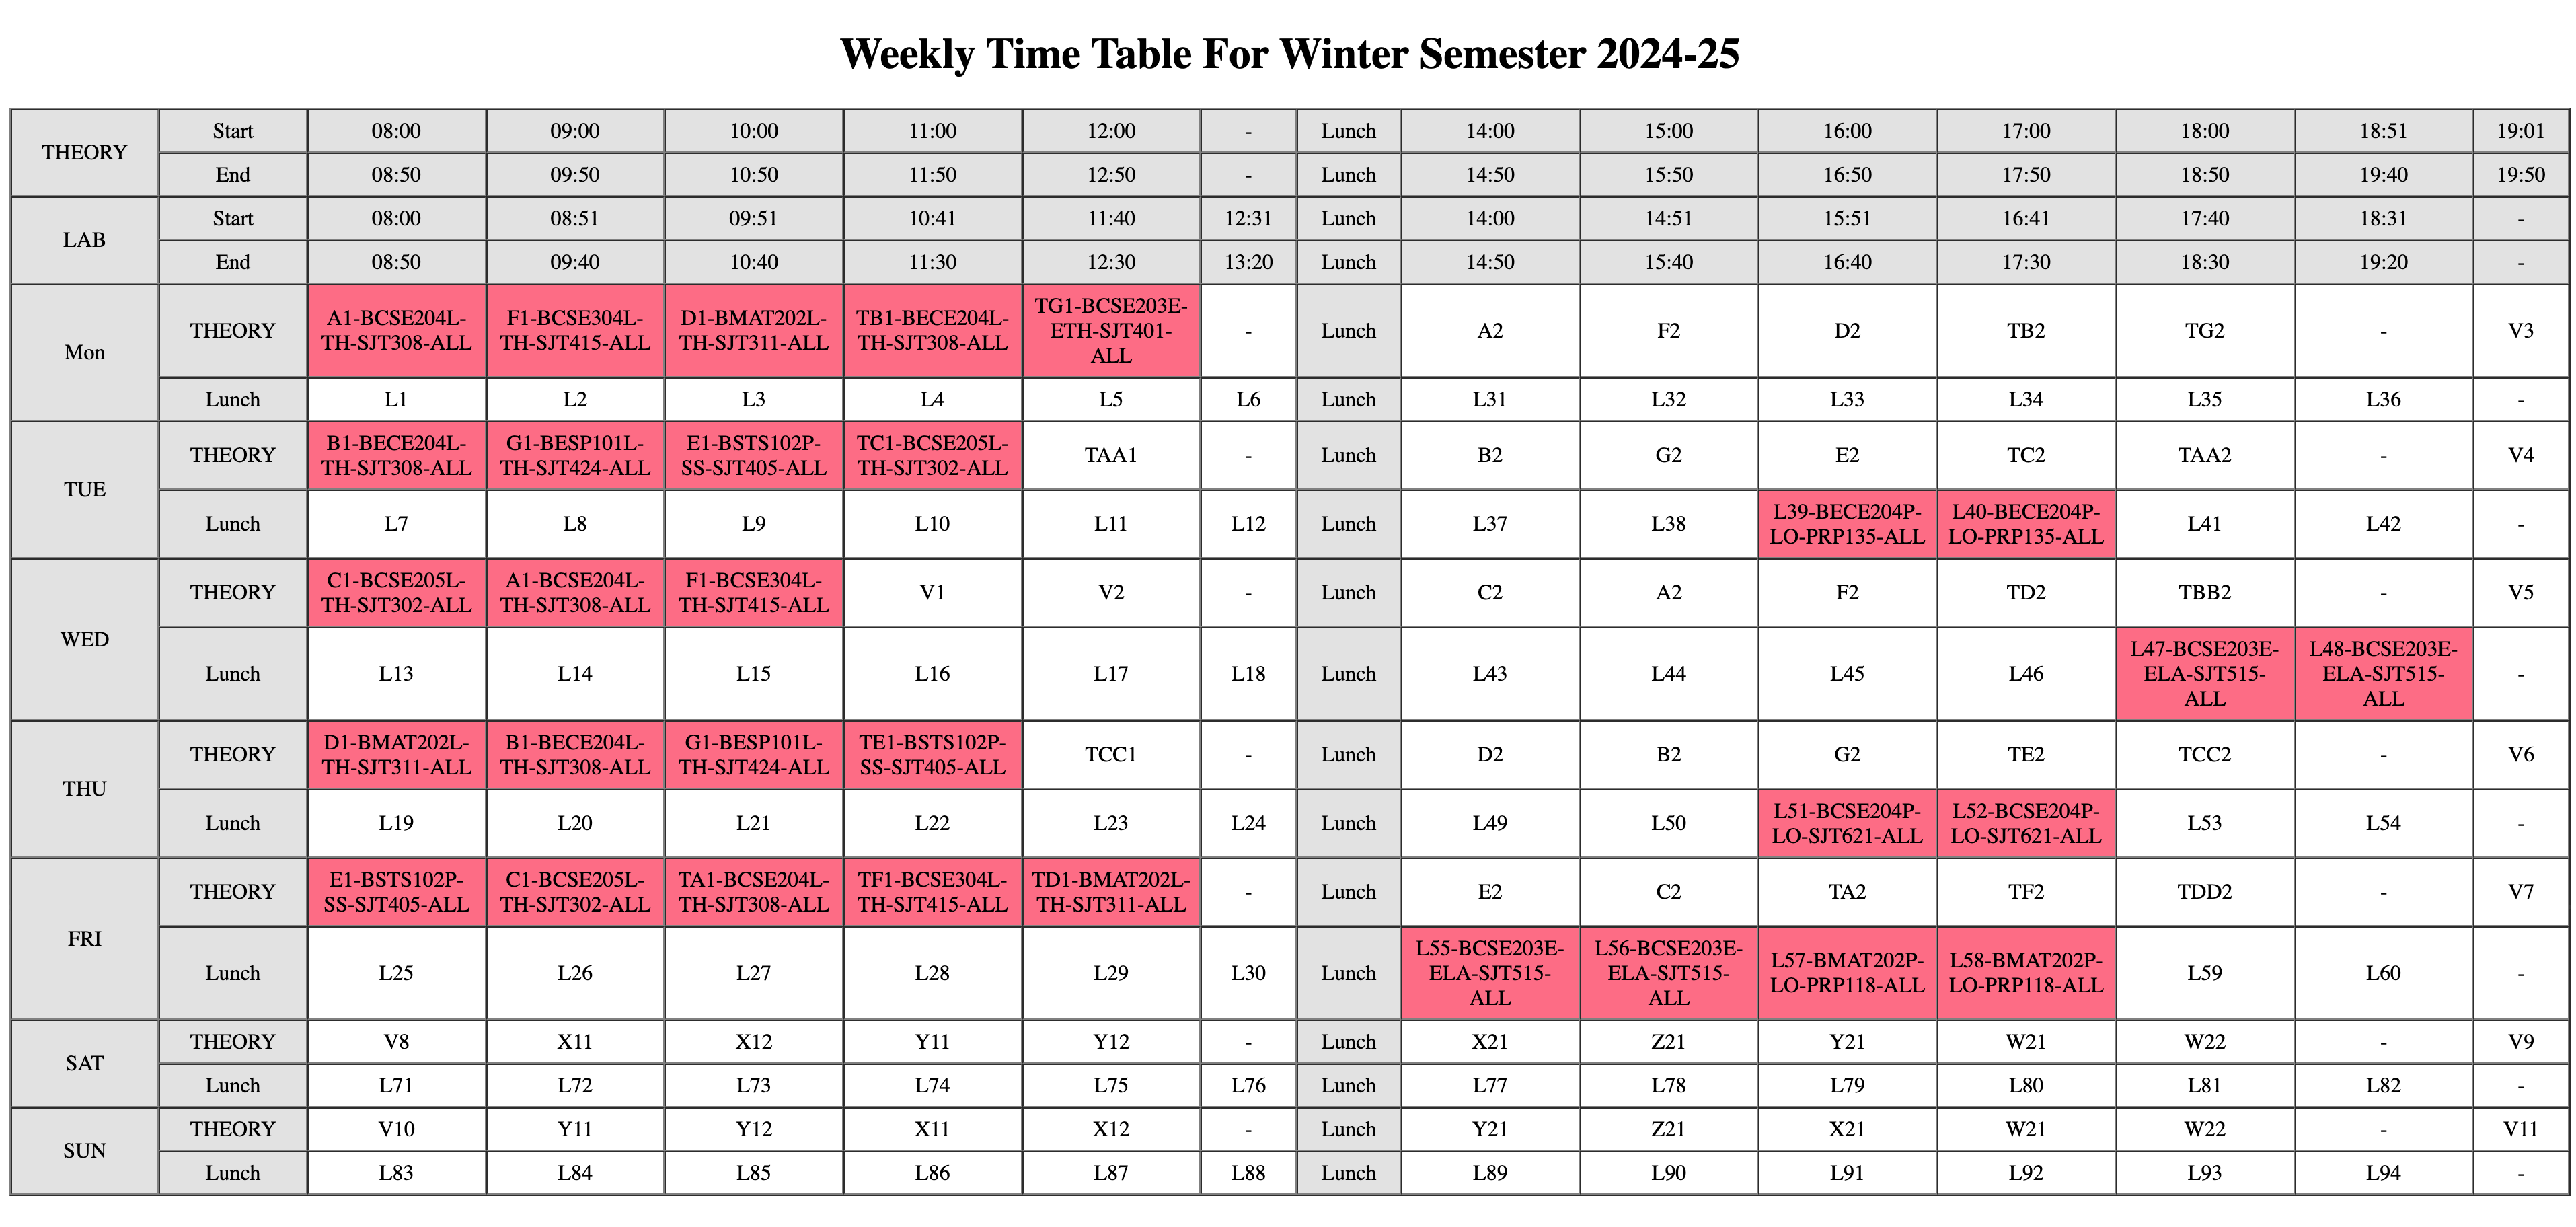 Weekly Time Table For Winter Semester 2024-25
THEORY Start 08:00 09:00 10:00 11:00 12:00 - Lunch 14:00 15:00 16:00 17:00 18:00 18:51 19:01
End 08:50 09:50 10:50 11:50 12:50 - Lunch 14:50 15:50 16:50 17:50 18:50 19:40 19:50
LAB Start 08:00 08:51 09:51 10:41 11:40 12:31 Lunch 14:00 14:51 15:51 16:41 17:40 18:31 -
End 08:50 09:40 10:40 11:30 12:30 13:20 Lunch 14:50 15:40 16:40 17:30 18:30 19:20 -
Mon THEORY A1-BCSE204L-TH-SJT308-ALL F1-BCSE304L-TH-SJT415-ALL D1-BMAT202L-TH-SJT311-ALL TB1-BECE204L-TH-SJT308-ALL TG1-BCSE203E-ETH-SJT401-ALL - Lunch A2 F2 D2 TB2 TG2 - V3
Lunch L1 L2 L3 L4 L5 L6 Lunch L31 L32 L33 L34 L35 L36 -
TUE THEORY B1-BECE204L-TH-SJT308-ALL G1-BESP101L-TH-SJT424-ALL E1-BSTS102P-SS-SJT405-ALL TC1-BCSE205L-TH-SJT302-ALL TAA1 - Lunch B2 G2 E2 TC2 TAA2 - V4
Lunch L7 L8 L9 L10 L11 L12 Lunch L37 L38 L39-BECE204P-LO-PRP135-ALL L40-BECE204P-LO-PRP135-ALL L41 L42 -
WED THEORY C1-BCSE205L-TH-SJT302-ALL A1-BCSE204L-TH-SJT308-ALL F1-BCSE304L-TH-SJT415-ALL V1 V2 - Lunch C2 A2 F2 TD2 TBB2 - V5
Lunch L13 L14 L15 L16 L17 L18 Lunch L43 L44 L45 L46 L47-BCSE203E-ELA-SJT515-ALL L48-BCSE203E-ELA-SJT515-ALL -
THU THEORY D1-BMAT202L-TH-SJT311-ALL B1-BECE204L-TH-SJT308-ALL G1-BESP101L-TH-SJT424-ALL TE1-BSTS102P-SS-SJT405-ALL TCC1 - Lunch D2 B2 G2 TE2 TCC2 - V6
Lunch L19 L20 L21 L22 L23 L24 Lunch L49 L50 L51-BCSE204P-LO-SJT621-ALL L52-BCSE204P-LO-SJT621-ALL L53 L54 -
FRI THEORY E1-BSTS102P-SS-SJT405-ALL C1-BCSE205L-TH-SJT302-ALL TA1-BCSE204L-TH-SJT308-ALL TF1-BCSE304L-TH-SJT415-ALL TD1-BMAT202L-TH-SJT311-ALL - Lunch E2 C2 TA2 TF2 TDD2 - V7
Lunch L25 L26 L27 L28 L29 L30 Lunch L55-BCSE203E-ELA-SJT515-ALL L56-BCSE203E-ELA-SJT515-ALL L57-BMAT202P-LO-PRP118-ALL L58-BMAT202P-LO-PRP118-ALL L59 L60 -
SAT THEORY V8 X11 X12 Y11 Y12 - Lunch X21 Z21 Y21 W21 W22 - V9
Lunch L71 L72 L73 L74 L75 L76 Lunch L77 L78 L79 L80 L81 L82 -
SUN THEORY V10 Y11 Y12 X11 X12 - Lunch Y21 Z21 X21 W21 W22 - V11
Lunch L83 L84 L85 L86 L87 L88 Lunch L89 L90 L91 L92 L93 L94 -